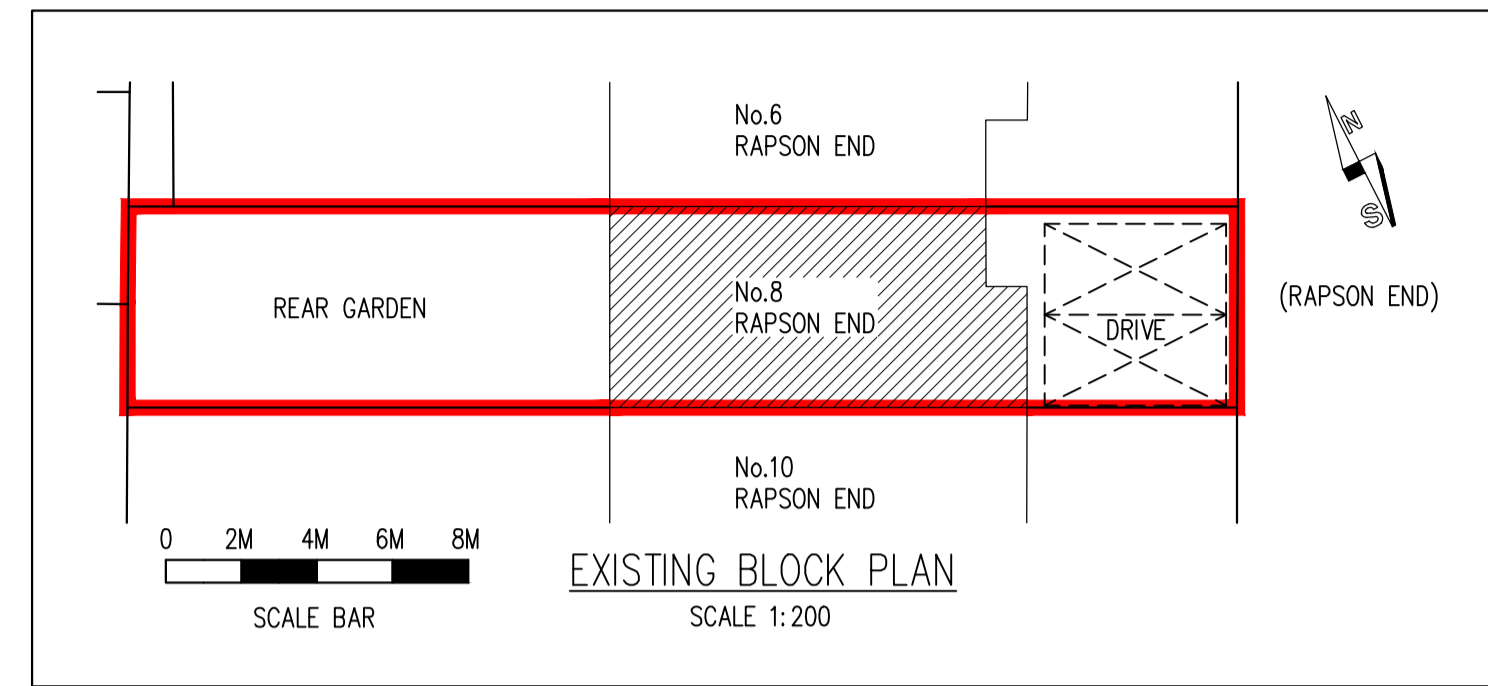 No.6
RAPSON END
N
S
REAR GARDEN
No.8
RAPSON END
DRIVE
(RAPSON END)
No.10
RAPSON END
0 2M 4M 6M 8M
SCALE BAR
EXISTING BLOCK PLAN
SCALE 1:200